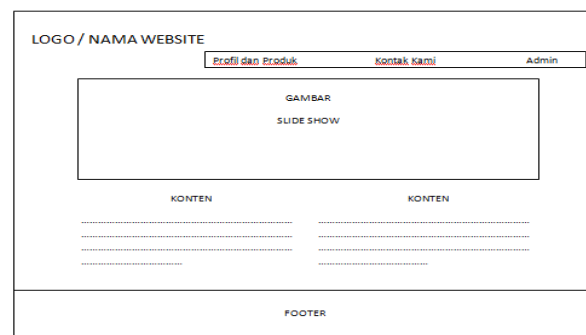 LOGO / NAMA WEBSITE
Profil dan Produk Kontak Kami Admin
GAMBAR
SLIDE SHOW
KONTEN KONTEN
FOOTER